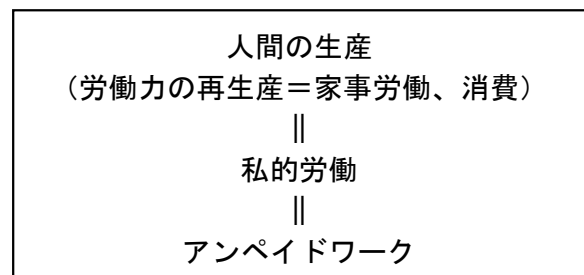 人間の生産
（労働力の再生産＝家事労働、消費）
||
私的労働
||
アンペイドワーク